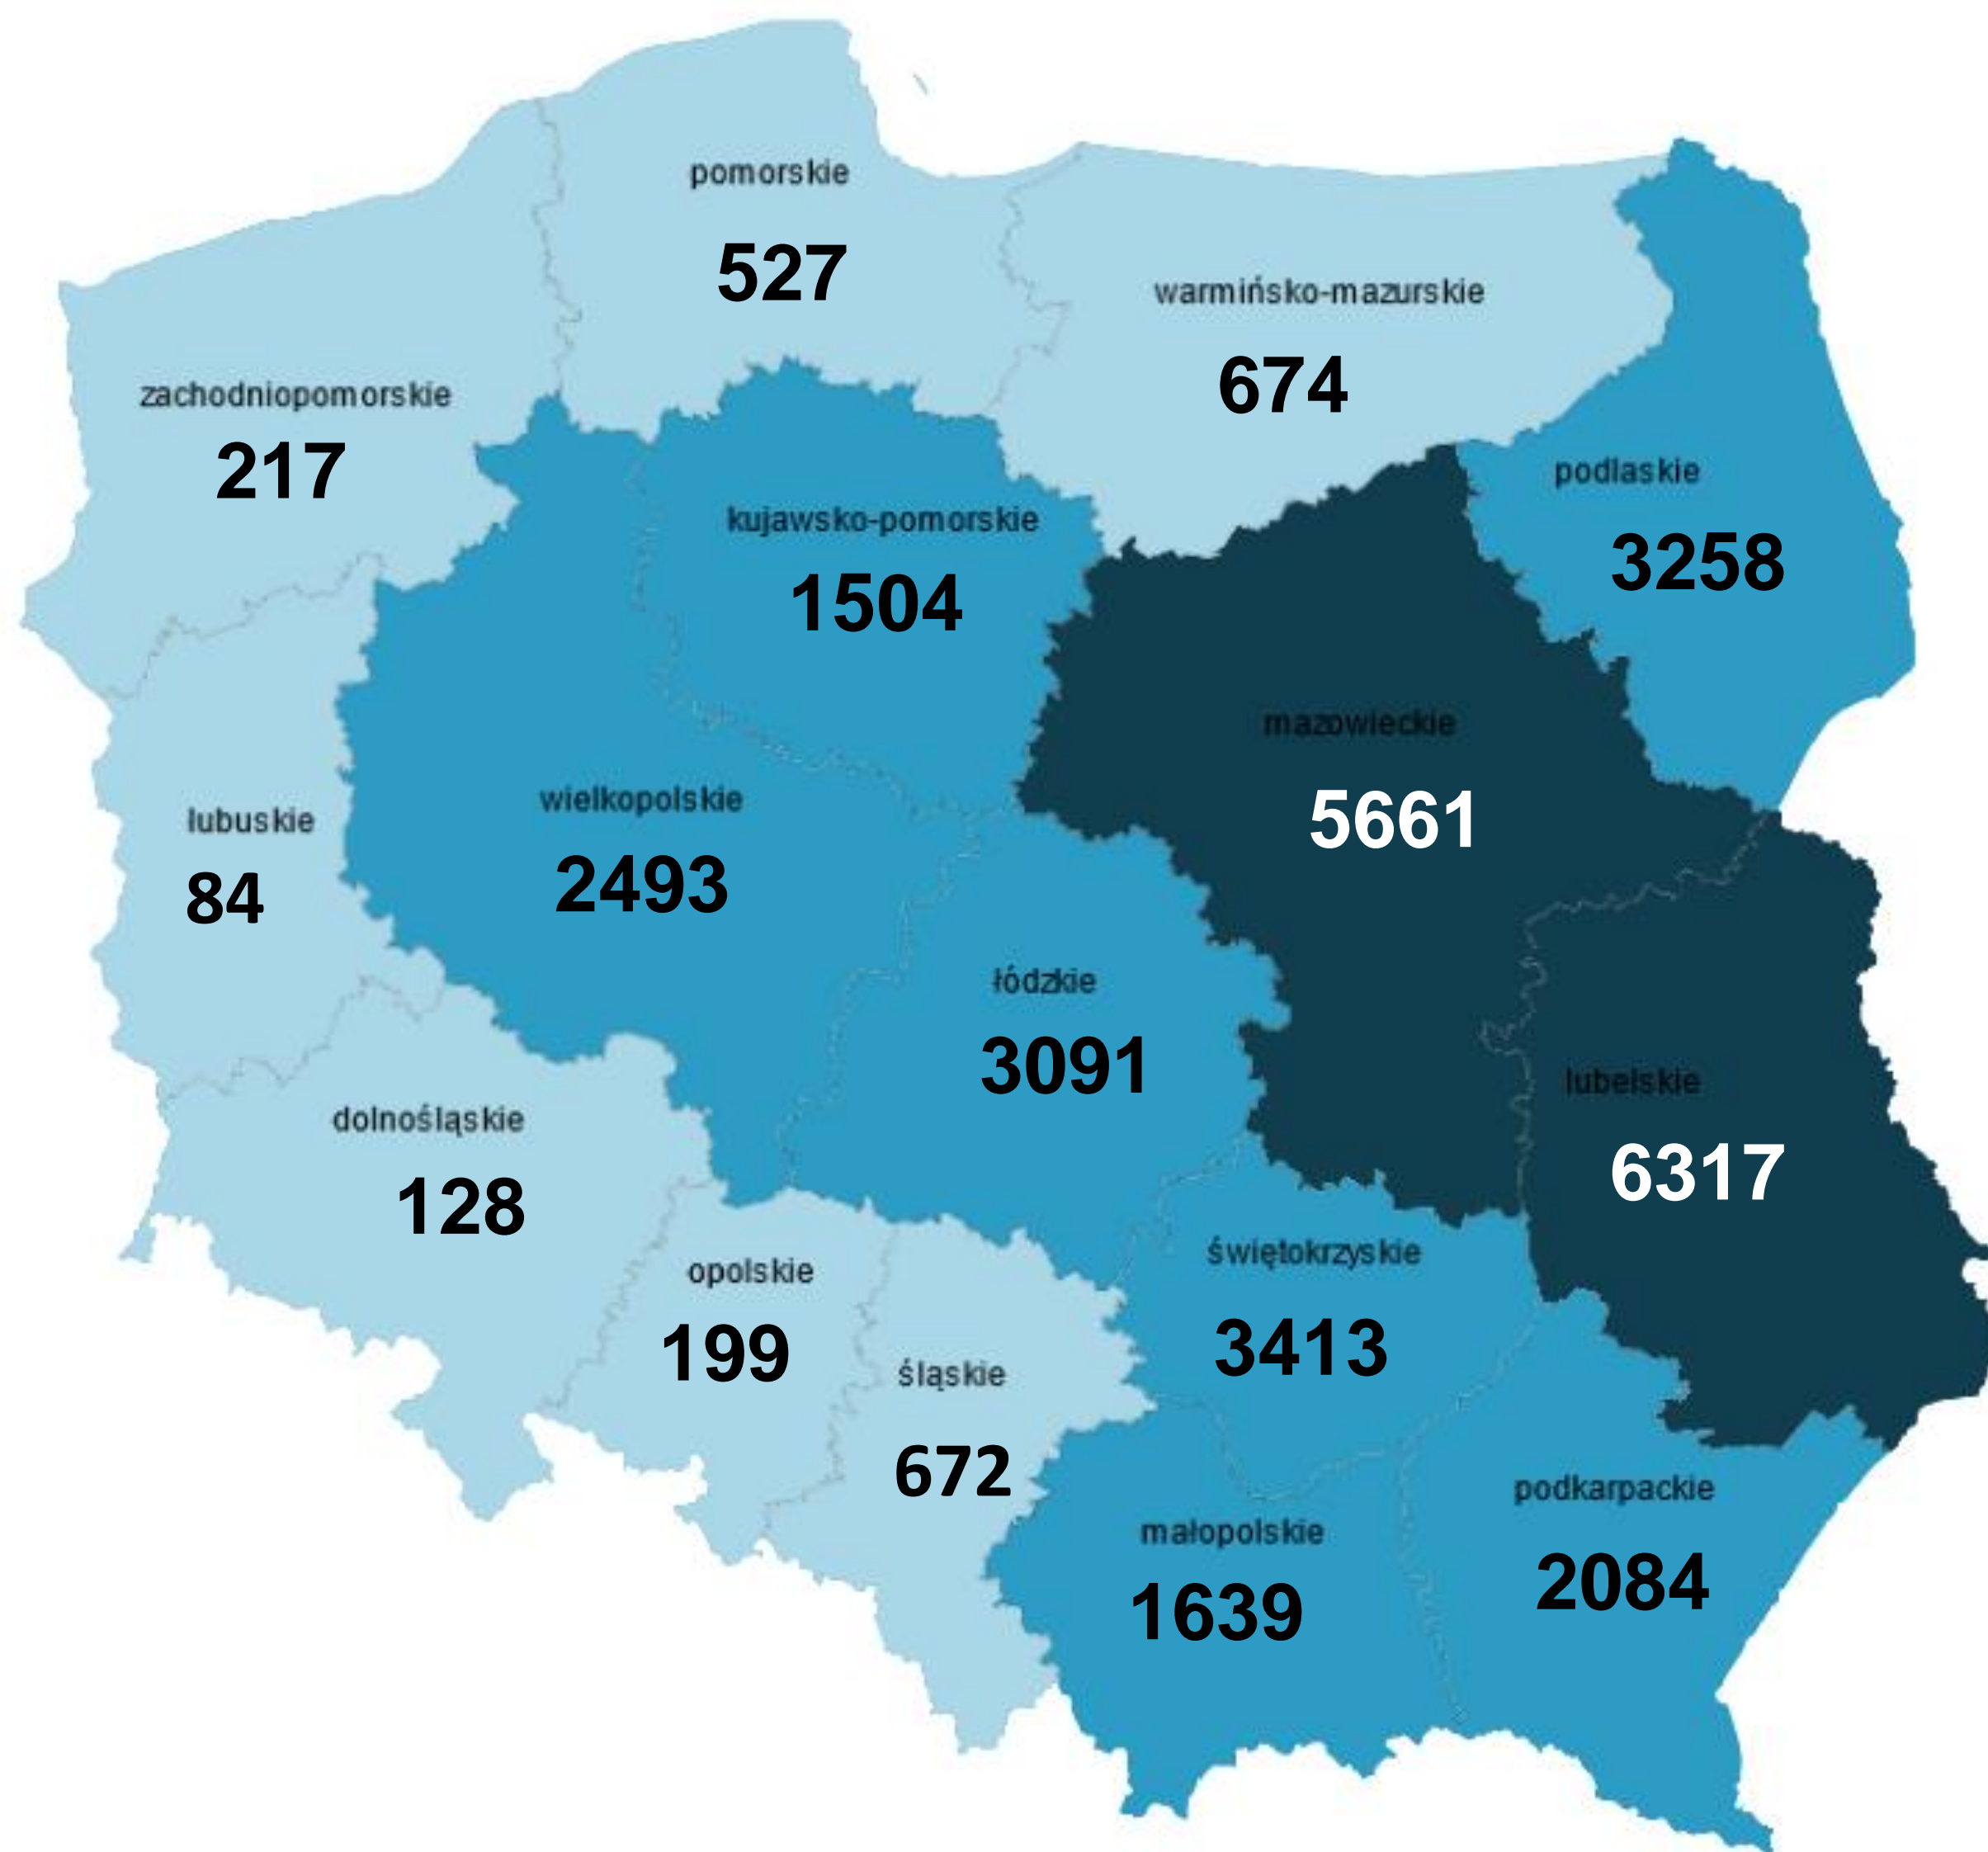 pomorskie
527
warmińsko-mazurskie
674
zachodniopomorskie
217
podlaskie
3258
kujawsko-pomorskie
1504
mazowieckie
5661
wielkopolskie
2493
lubuskie
84
łódzkie
3091
lubelskie
6317
dolnośląskie
128
świętokrzyskie
3413
opolskie
199
śląskie
672
podkarpackie
2084
małopolskie
1639